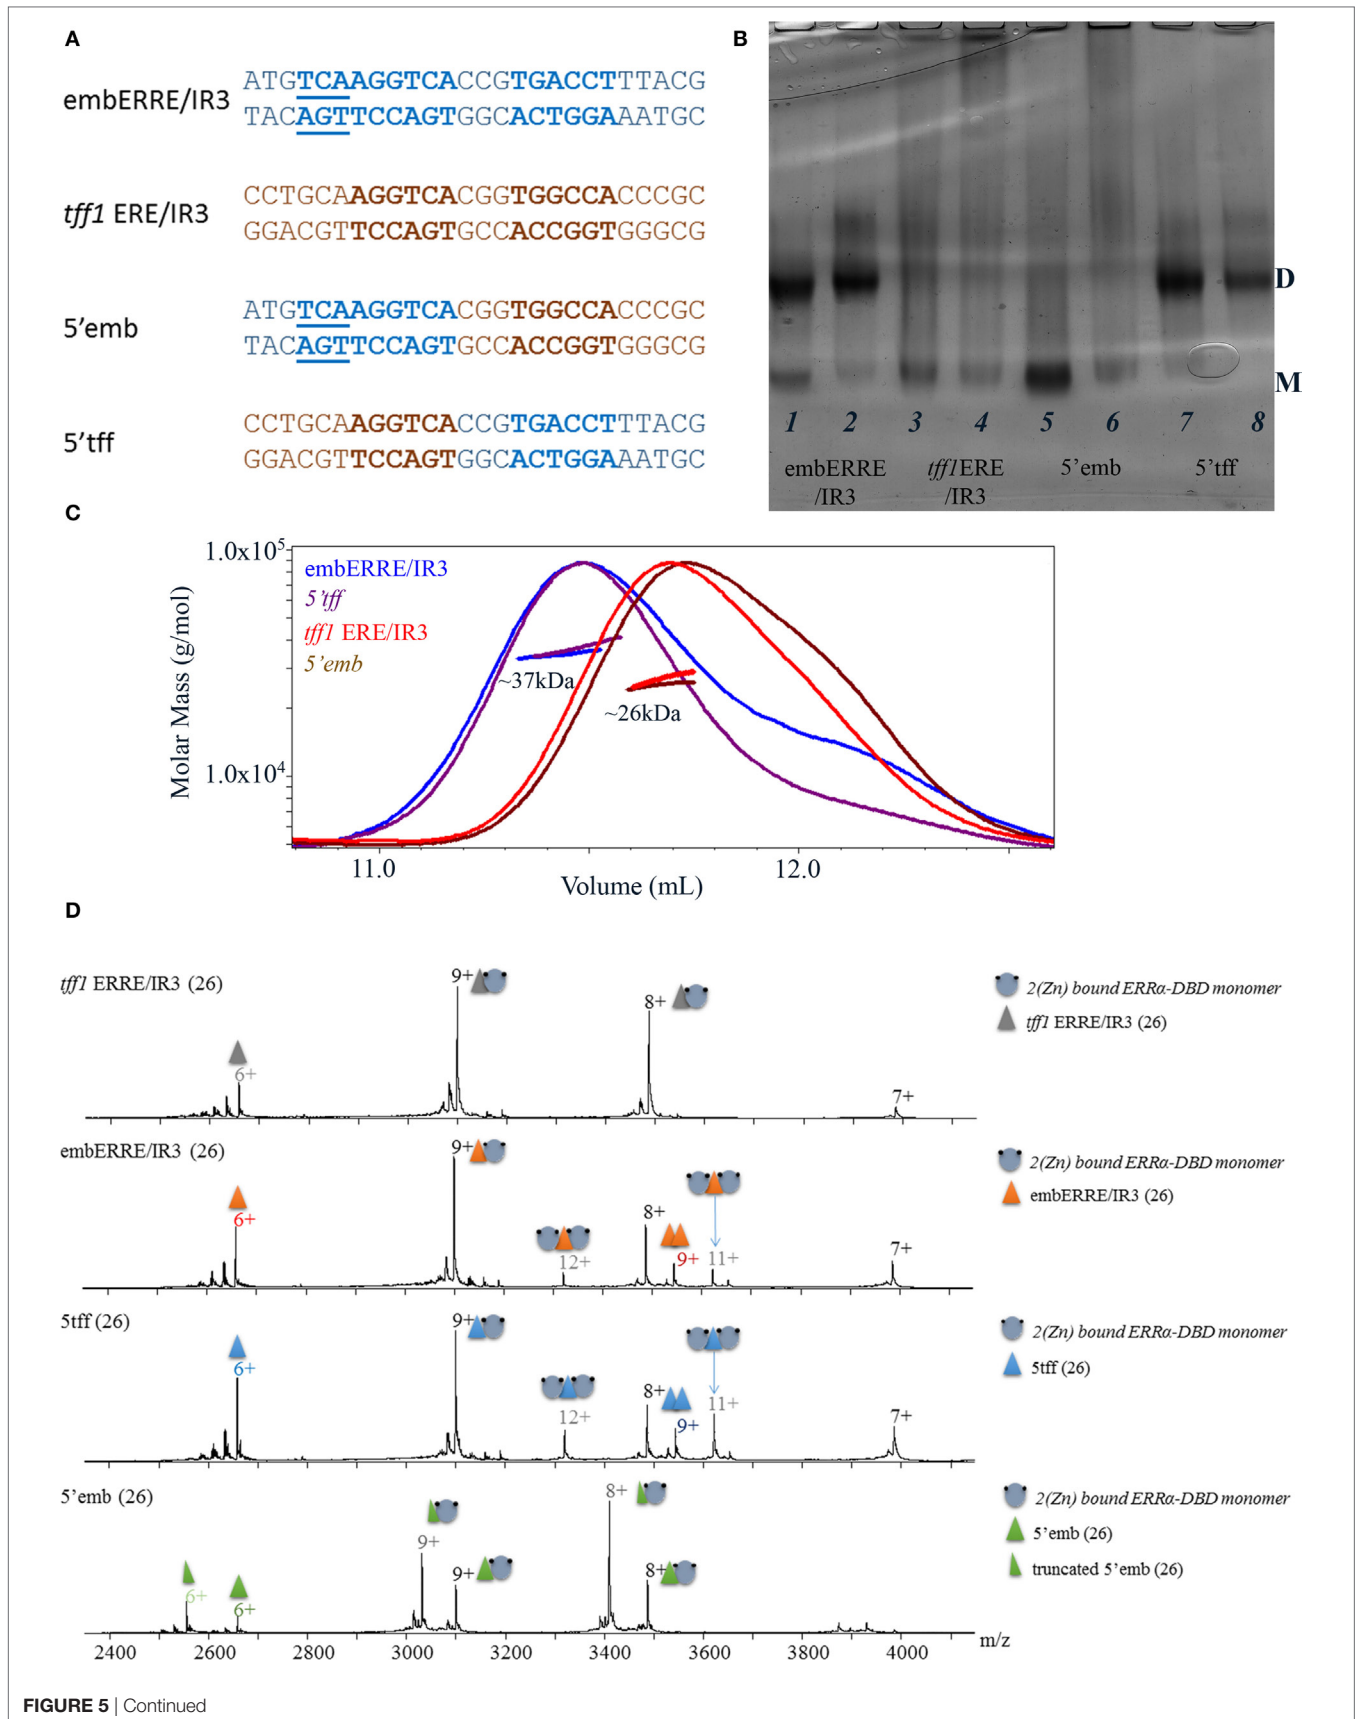 A
embERRE/IR3
ATGTCAAGGTCACCGTGACCTTTACG
TACAGTTCCAGTGGCACTGGAAATGC
tff1 ERE/IR3
CCTGCAAGGTCACGGTGGCCACCCGC
GGACGTTCCAGTGCCACCGGTGGGCG
5'emb
ATGTCAAGGTCACGGTGGCCACCCGC
TACAGTTCCAGTGCCACCGGTGGGCG
5'tff
CCTGCAAGGTCACCGTGACCTTTACG
GGACGTTCCAGTGGCACTGGAAATGC
B
D
M
1 2 3 4 5 6 7 8
embERRE /IR3
tff1ERE /IR3
5'emb
5'tff
C
1.0x10⁵
1.0x10⁴
Molar Mass (g/mol)
embERRE/IR3
5'tff
tff1 ERE/IR3
5'emb
~37kDa
~26kDa
11.0 12.0
Volume (mL)
D
tff1 ERRE/IR3 (26)
6+ 9+ 8+ 7+
2(Zn) bound ERRα-DBD monomer
tff1 ERRE/IR3 (26)
embERRE/IR3 (26)
6+ 9+ 12+ 8+ 9+ 11+ 7+
2(Zn) bound ERRα-DBD monomer
embERRE/IR3 (26)
5tff (26)
6+ 9+ 12+ 8+ 9+ 11+ 7+
2(Zn) bound ERRα-DBD monomer
5tff (26)
5'emb (26)
6+ 6+ 9+ 9+ 8+ 8+
2(Zn) bound ERRα-DBD monomer
5'emb (26)
truncated 5'emb (26)
2400 2600 2800 3000 3200 3400 3600 3800 4000 m/z
FIGURE 5 | Continued